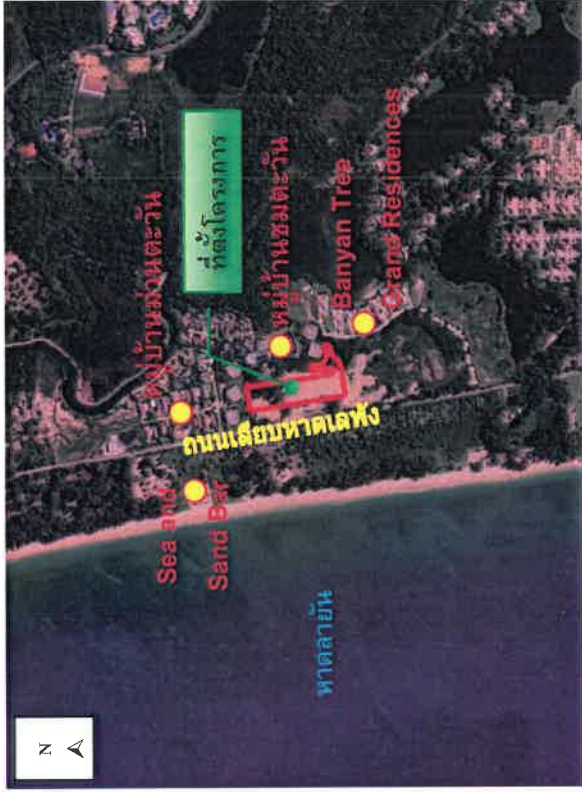 N
หมู่บ้านม่านตะวัน
ที่ตั้งโครงการ
Sea and
Sand Bar
หมู่บ้านชมตะวัน
ถนนเลียบหาดเลพัง
Banyan Tree
Grand Residences
หาดลายัน